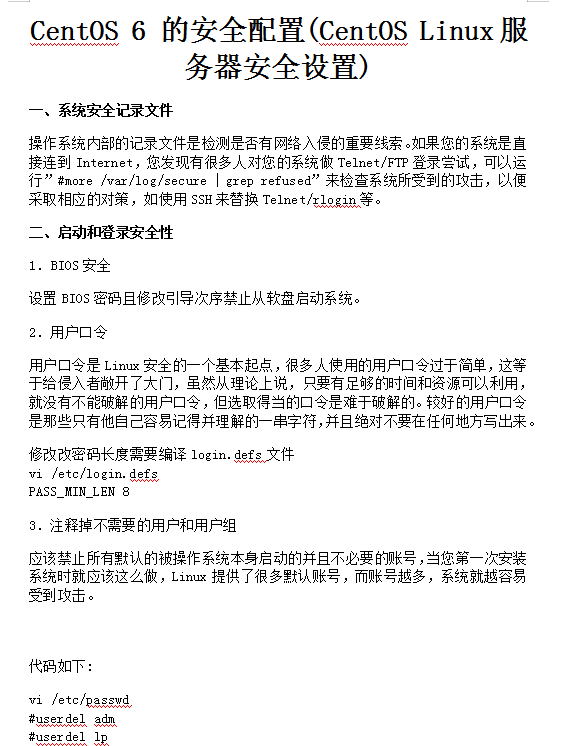 CentOS 6 的安全配置(CentOS Linux服
务器安全设置)
一、系统安全记录文件
操作系统内部的记录文件是检测是否有网络入侵的重要线索。如果您的系统是直
接连到 Internet，您发现有很多人对您的系统做 Telnet/FTP 登录尝试，可以运
行”#more /var/log/secure | grep refused”来检查系统所受到的攻击，以便
采取相应的对策，如使用 SSH 来替换 Telnet/rlogin 等。
二、启动和登录安全性
1．BIOS 安全
设置 BIOS 密码且修改引导次序禁止从软盘启动系统。
2．用户口令
用户口令是 Linux 安全的一个基本起点，很多人使用的用户口令过于简单，这等
于给侵入者敞开了大门，虽然从理论上说，只要有足够的时间和资源可以利用，
就没有不能破解的用户口令，但选取得当的口令是难于破解的。较好的用户口令
是那些只有他自己容易记得并理解的一串字符，并且绝对不要在任何地方写出来。
修改改密码长度需要编译 login.defs 文件
vi /etc/login.defs
PASS_MIN_LEN 8
3．注释掉不需要的用户和用户组
应该禁止所有默认的被操作系统本身启动的并且不必要的账号，当您第一次安装
系统时就应该这么做，Linux 提供了很多默认账号，而账号越多，系统就越容易
受到攻击。
代码如下:
vi /etc/passwd
#userdel adm
#userdel lp